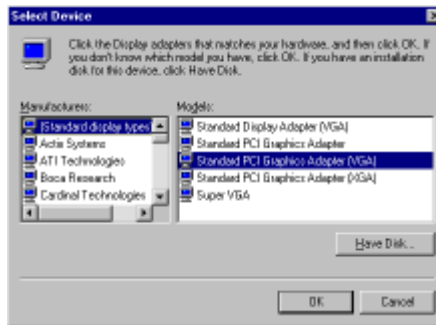 Select Device
Click the Display adapters that matches your hardware, and then click OK. If
you don't know which model you have, click OK. If you have an installation
disk for this device, click Have Disk.
Manufacturers:
Models:
(Standard display types)
Actix Systems
ATI Technologies
Boca Research
Cardinal Technologies
Standard Display Adapter (VGA)
Standard PCI Graphics Adapter
Standard PCI Graphics Adapter (VGA)
Standard PCI Graphics Adapter (XGA)
Super VGA
Have Disk...
OK
Cancel